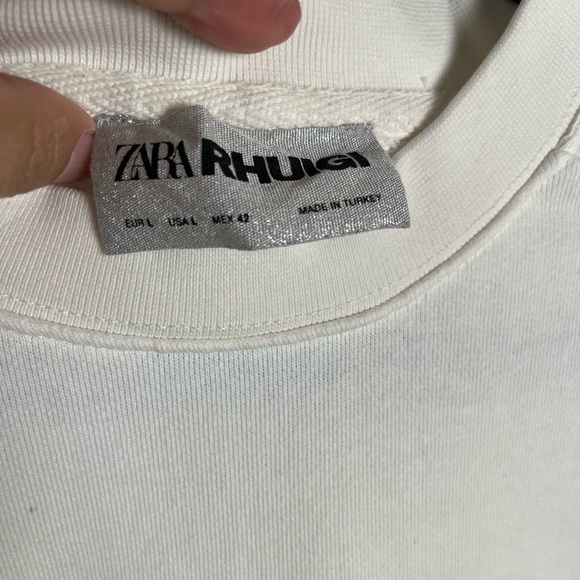 ZARA RHUIGI
EUR L USA L MEX 42 MADE IN TURKEY